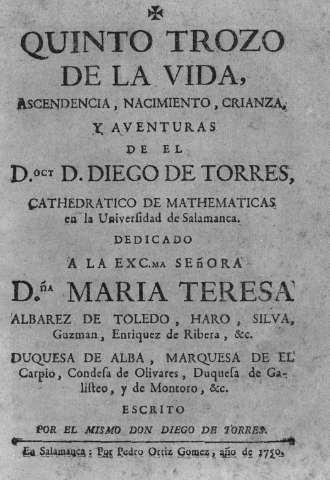 ✠
QUINTO TROZO
DE LA VIDA,
ASCENDENCIA, NACIMIENTO, CRIANZA,
Y AVENTURAS
DE EL
D.OCT D. DIEGO DE TORRES,
CATHEDRATICO DE MATHEMATICAS
en la Universidad de Salamanca.
DEDICADO
A LA EXC.MA SEñORA
D.ñA MARIA TERESA
ALBAREZ DE TOLEDO, HARO, SILVA,
Guzman, Enriquez de Ribera, &c.
DUQUESA DE ALBA, MARQUESA DE EL
Carpio, Condesa de Olivares, Duquesa de Ga-
listeo, y de Montoro, &c.
ESCRITO
POR EL MISMO DON DIEGO DE TORRES.
En Salamanca: Por Pedro Ortiz Gomez, año de 1750.